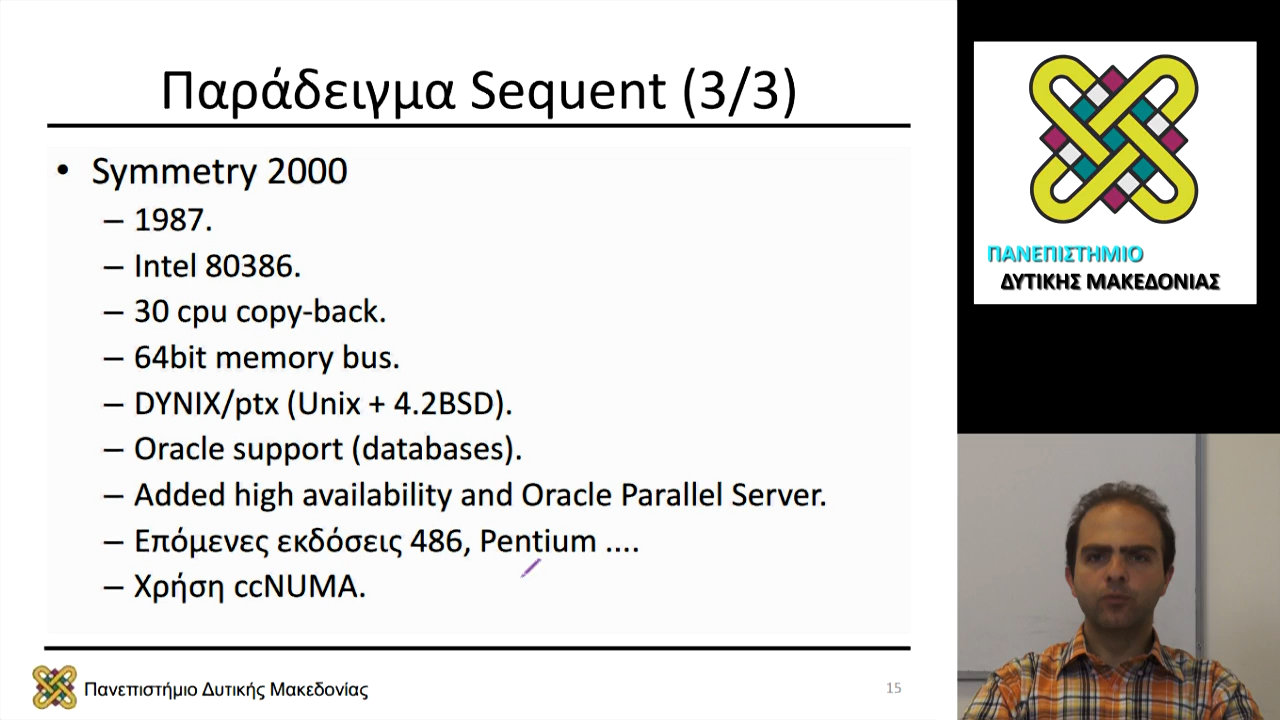 Παράδειγμα Sequent (3/3)
• Symmetry 2000
– 1987.
– Intel 80386.
– 30 cpu copy-back.
– 64bit memory bus.
– DYNIX/ptx (Unix + 4.2BSD).
– Oracle support (databases).
– Added high availability and Oracle Parallel Server.
– Επόμενες εκδόσεις 486, Pentium ....
– Χρήση ccNUMA.
Πανεπιστήμιο Δυτικής Μακεδονίας
15
ΠΑΝΕΠΙΣΤΗΜΙΟ
ΔΥΤΙΚΗΣ ΜΑΚΕΔΟΝΙΑΣ